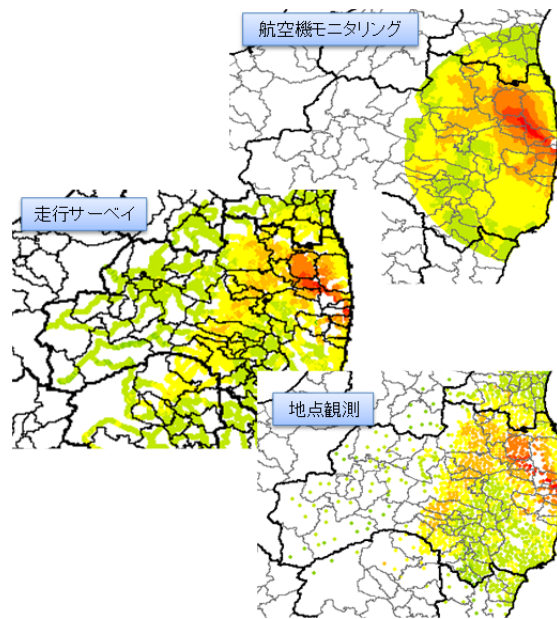 航空機モニタリング
走行サーベイ
地点観測